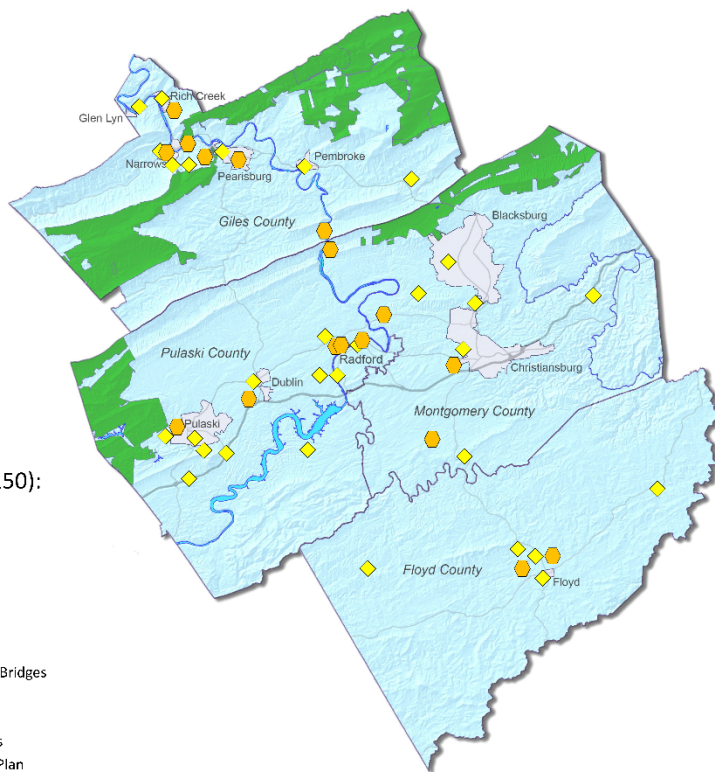 Rich Creek
Glen Lyn
Narrows
Pearisburg
Pembroke
Giles County
Blacksburg
Pulaski County
Radford
Dublin
Christiansburg
Pulaski
Montgomery County
50):
Floyd County
Floyd
Bridges
s
Plan